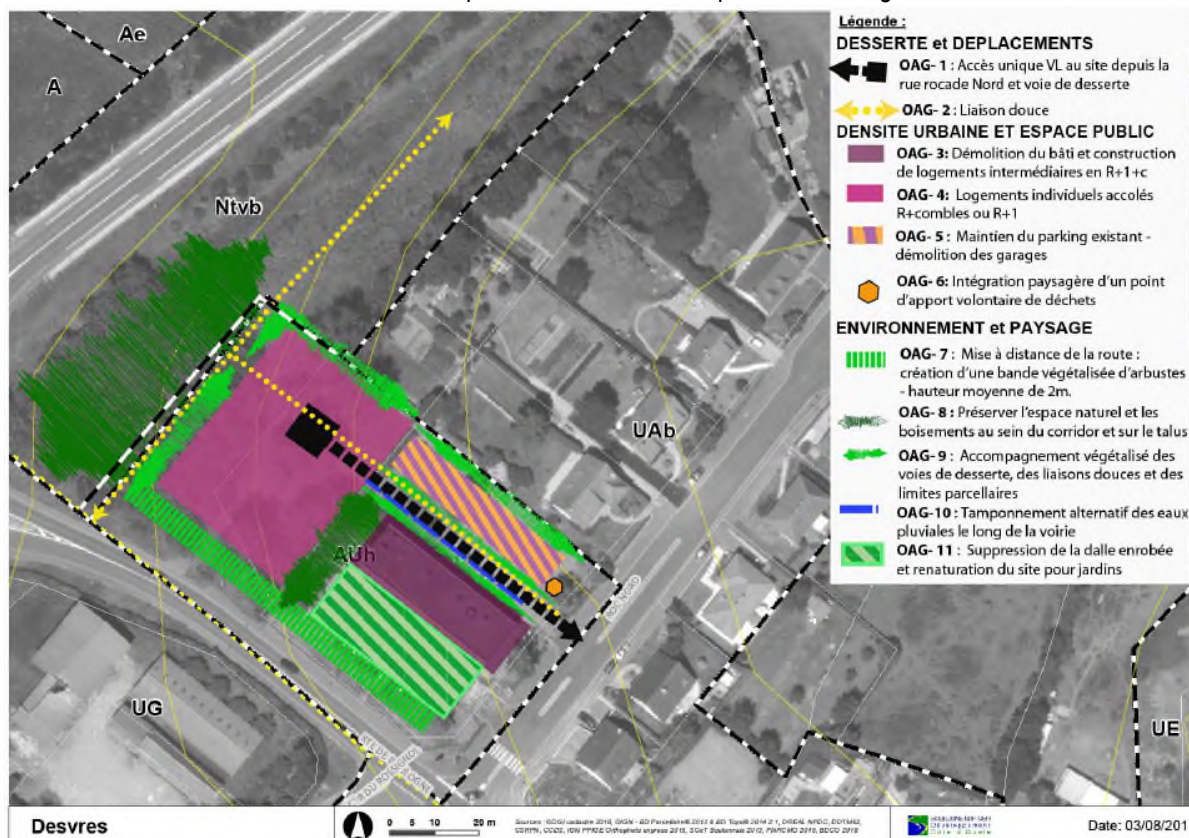 Légende :
DESSERTE et DEPLACEMENTS
OAG- 1 : Accès unique VL au site depuis la
rue rocade Nord et voie de desserte
OAG- 2 : Liaison douce
DENSITE URBAINE ET ESPACE PUBLIC
OAG- 3: Démolition du bâti et construction
de logements intermédiaires en R+1+c
OAG- 4: Logements individuels accolés
R+combles ou R+1
OAG- 5 : Maintien du parking existant -
démolition des garages
OAG- 6: Intégration paysagère d'un point
d'apport volontaire de déchets
ENVIRONNEMENT et PAYSAGE
OAG- 7 : Mise à distance de la route :
création d'une bande végétalisée d'arbustes
- hauteur moyenne de 2m.
OAG- 8 : Préserver l'espace naturel et les
boisements au sein du corridor et sur le talus
OAG- 9 : Accompagnement végétalisé des
voies de desserte, des liaisons douces et des
limites parcellaires
OAG- 10 : Tamponnement alternatif des eaux
pluviales le long de la voirie
OAG- 11 : Suppression de la dalle enrobée
et renaturation du site pour jardins
Ae
A
Ntvb
UAb
AUh
UG
UE
NORD
Desvres
0 5 10 20 m
Date: 03/08/201